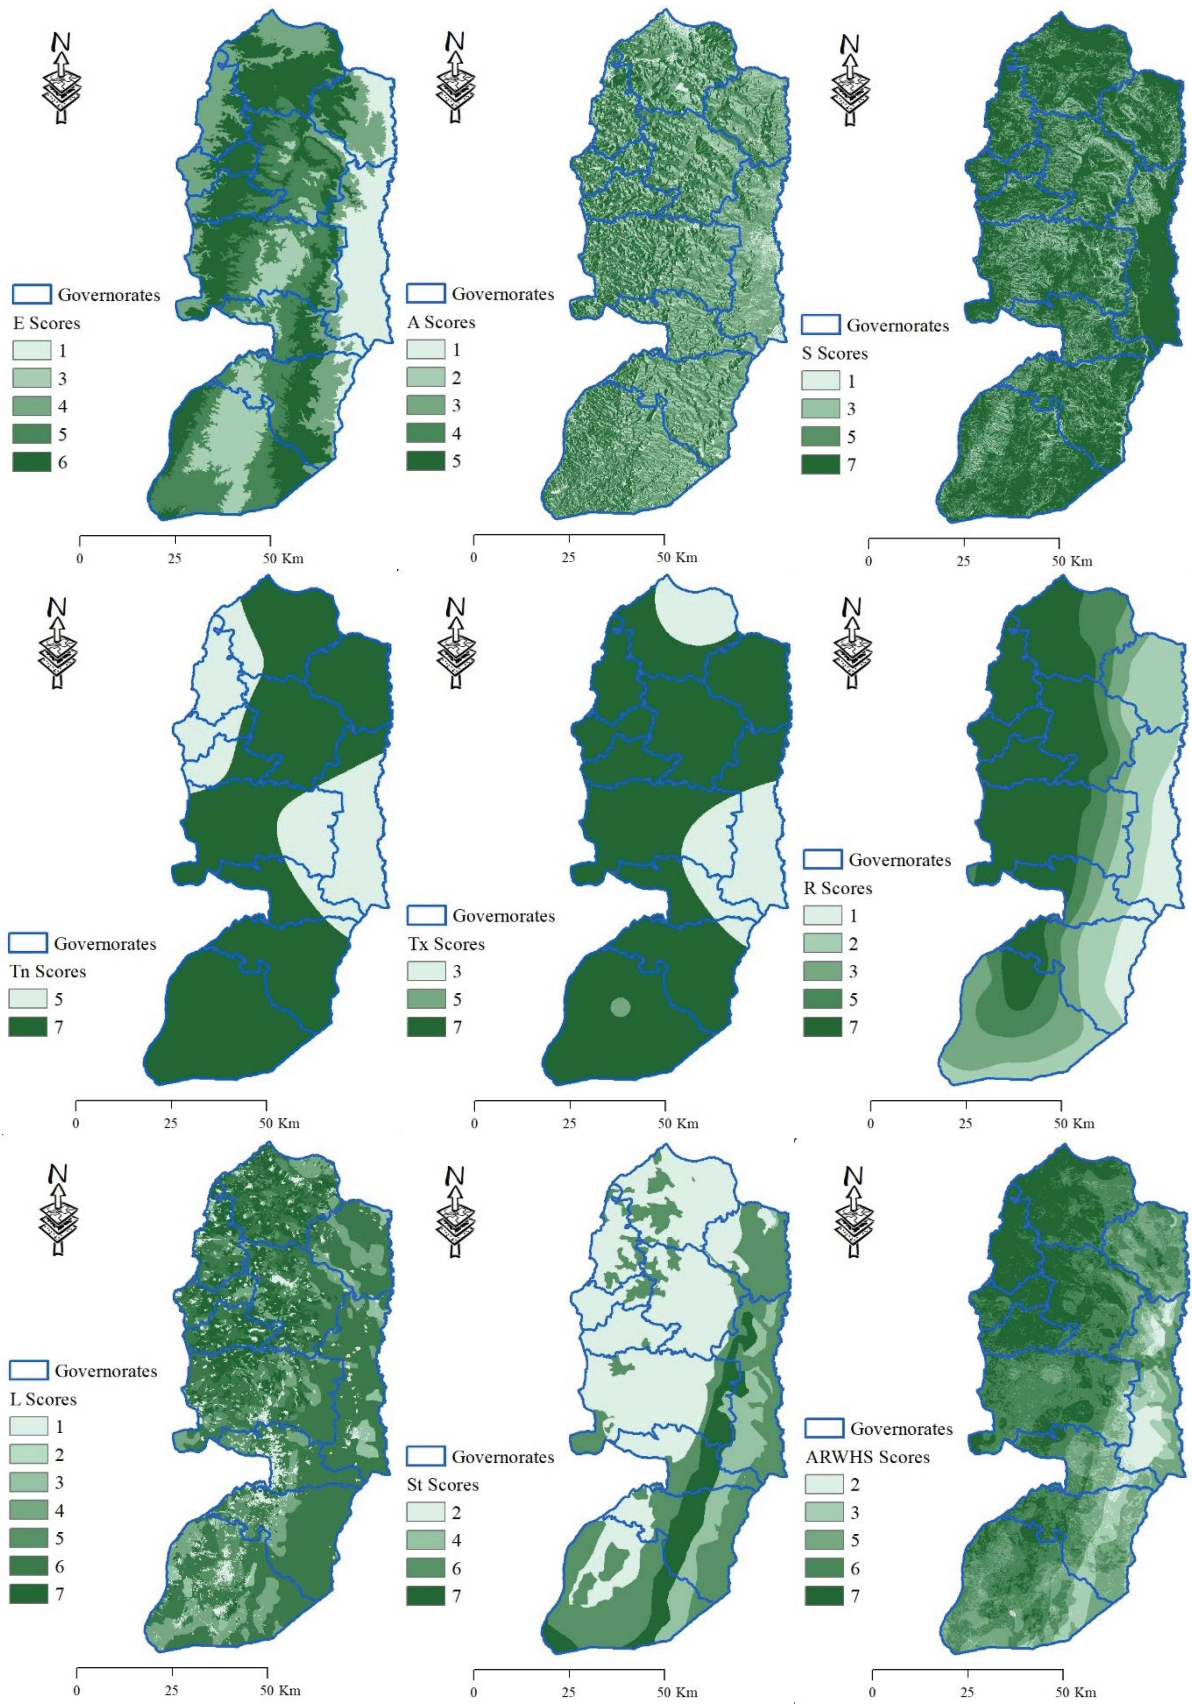 N
Governorates
E Scores
1
3
4
5
6
0 25 50 Km
N
Governorates
A Scores
1
2
3
4
5
0 25 50 Km
N
Governorates
S Scores
1
3
5
7
0 25 50 Km
N
Governorates
Tn Scores
5
7
0 25 50 Km
N
Governorates
Tx Scores
3
5
7
0 25 50 Km
N
Governorates
R Scores
1
2
3
5
7
0 25 50 Km
N
Governorates
L Scores
1
2
3
4
5
6
7
0 25 50 Km
N
Governorates
St Scores
2
4
6
7
0 25 50 Km
N
Governorates
ARWHS Scores
2
3
5
6
7
0 25 50 Km